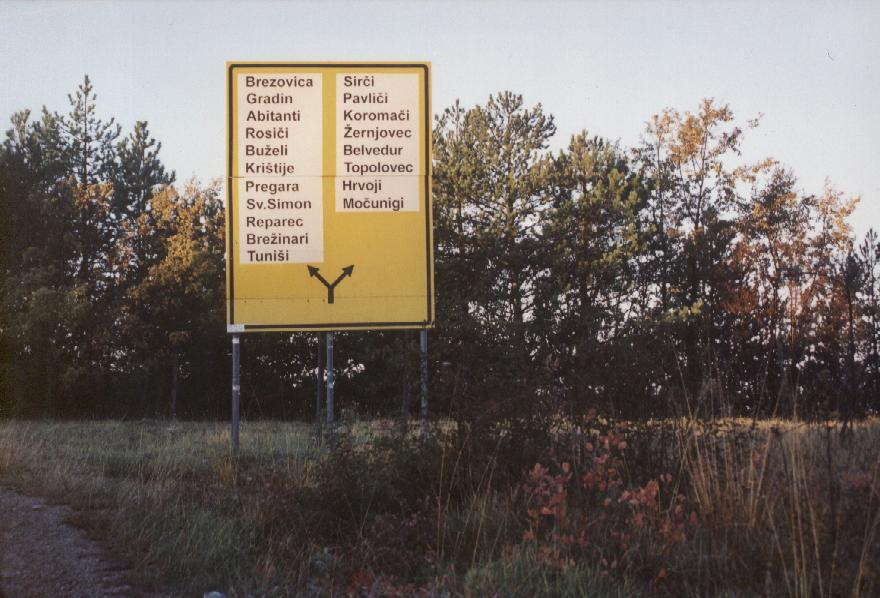 Brezovica
Gradin
Abitanti
Rosiči
Buželi
Krištije
Pregara
Sv.Simon
Reparec
Brežinari
Tuniši
Sirči
Pavliči
Koromači
Žernjovec
Belvedur
Topolovec
Hrvoji
Močunigi